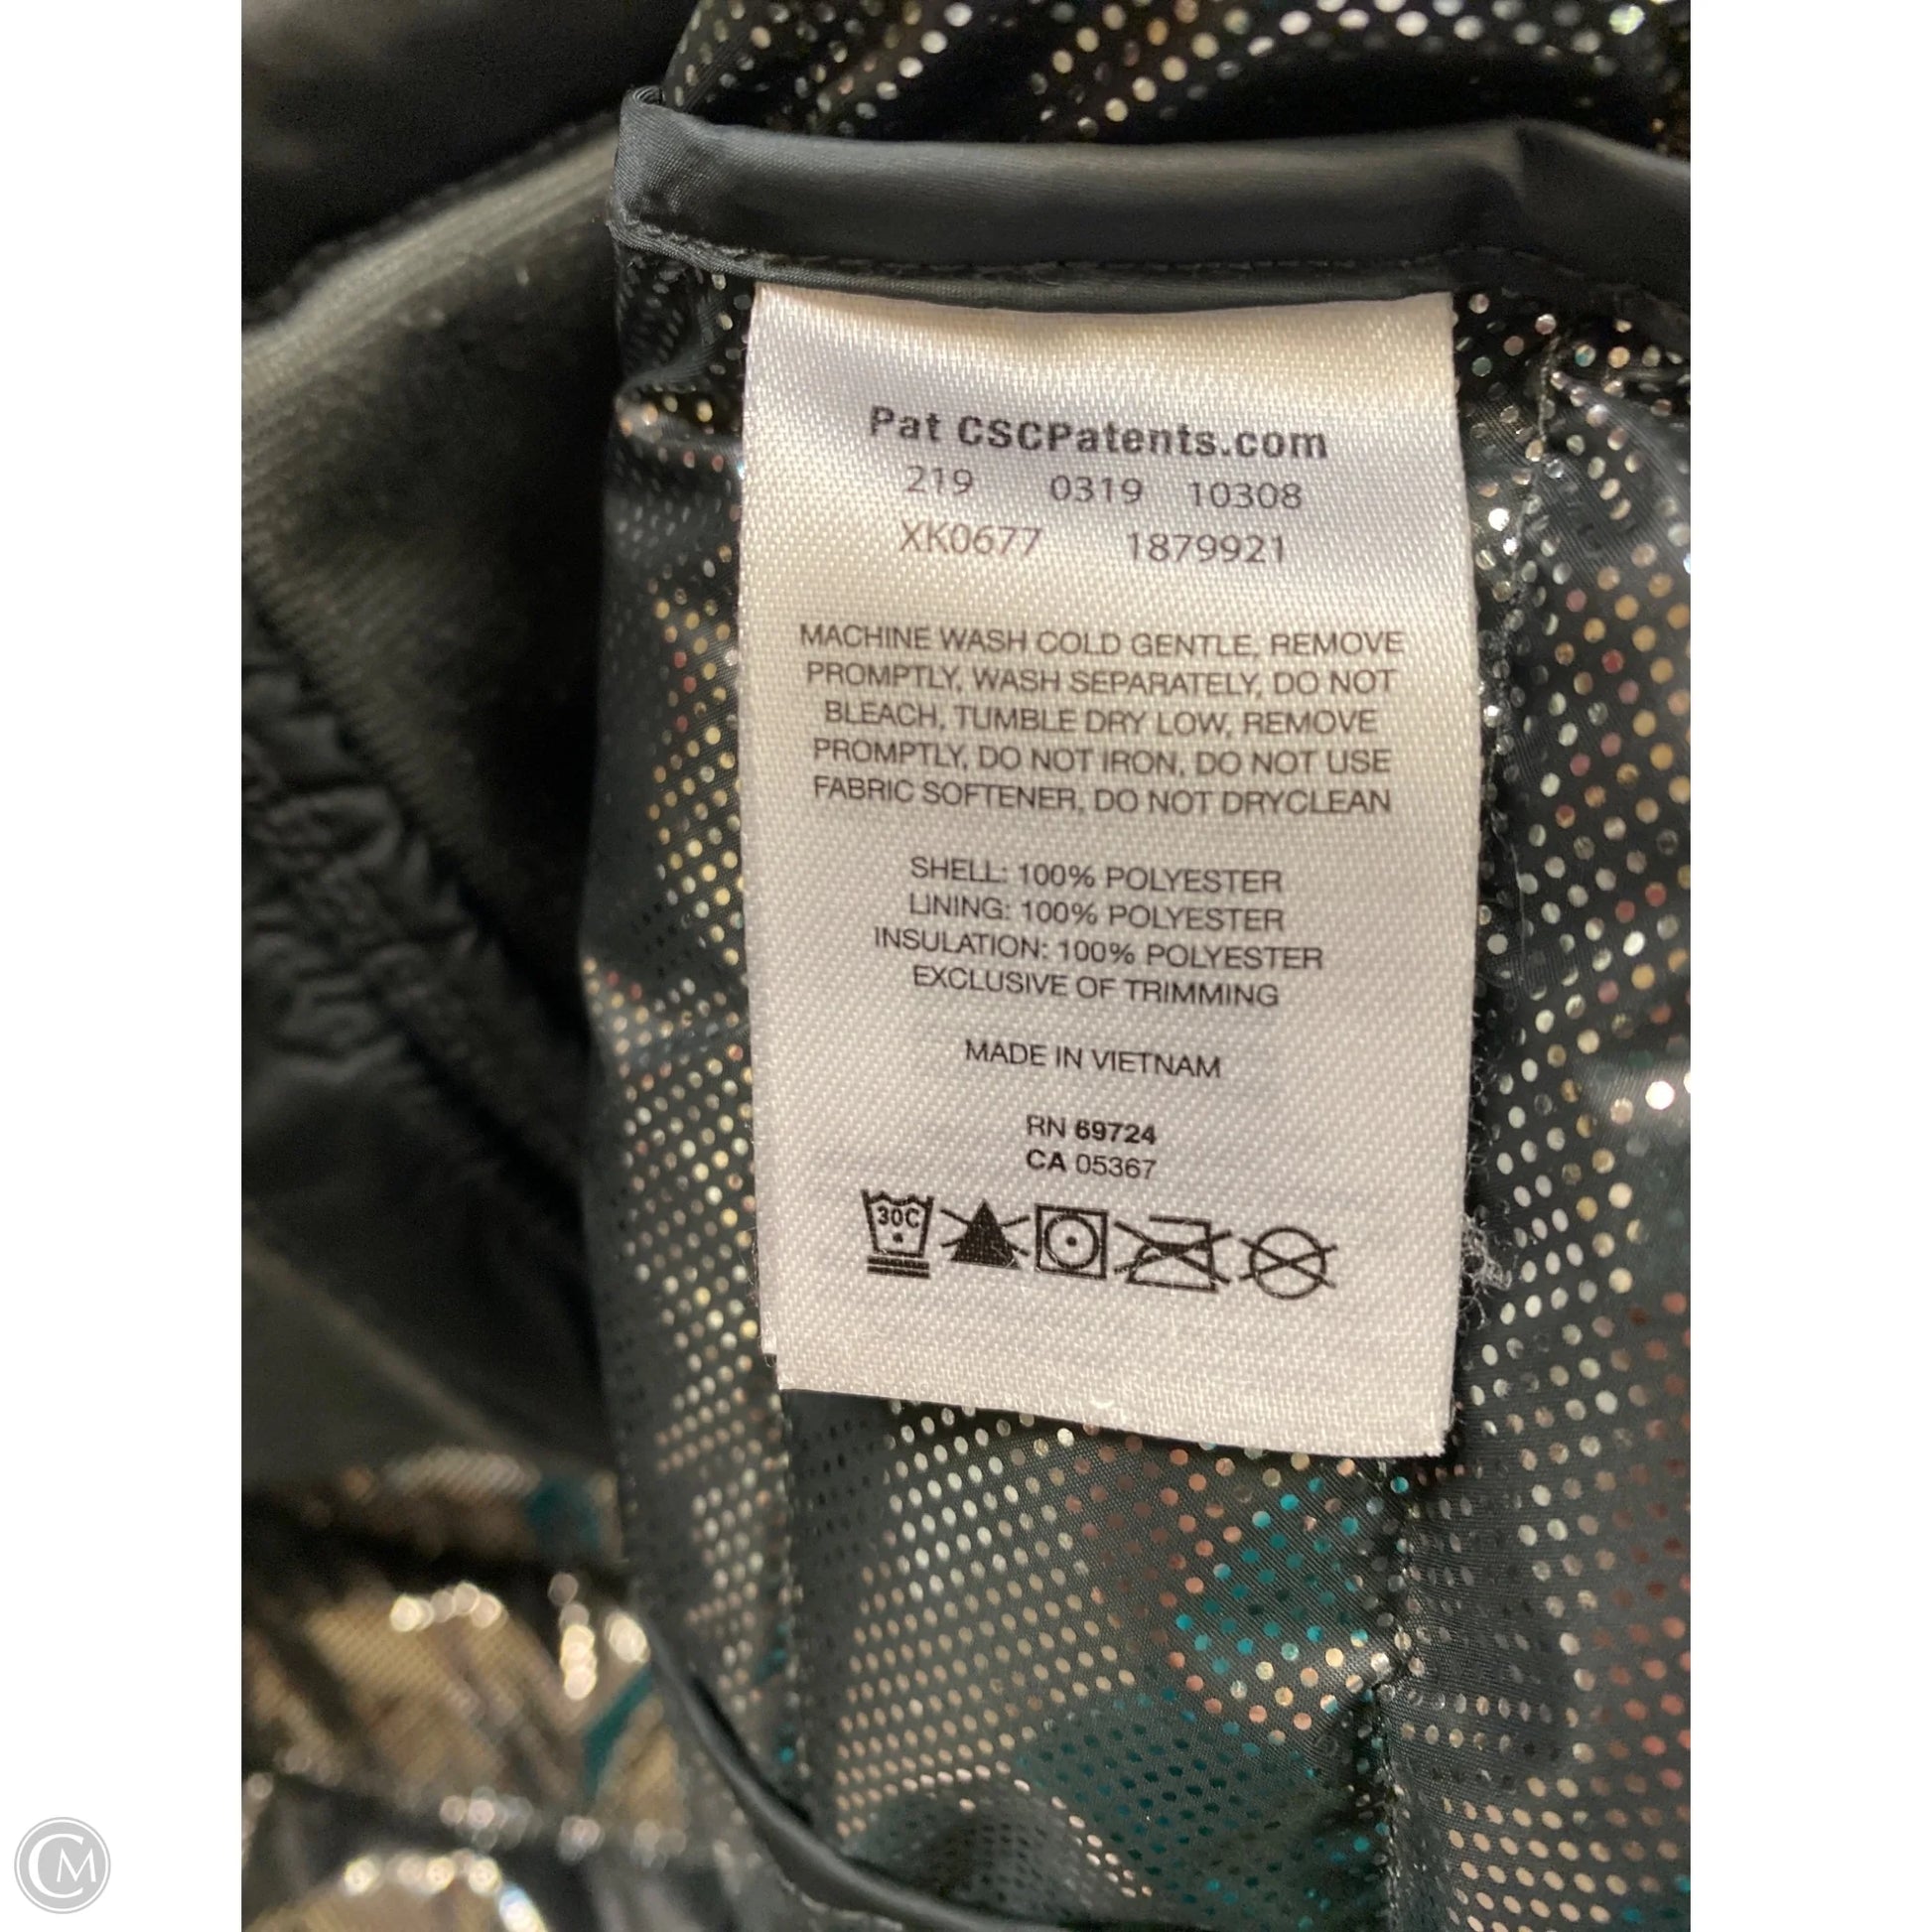 Pat CSCPatents.com
219 0319 10308
XK0677 1879921
MACHINE WASH COLD GENTLE, REMOVE
PROMPTLY, WASH SEPARATELY, DO NOT
BLEACH, TUMBLE DRY LOW, REMOVE
PROMPTLY, DO NOT IRON, DO NOT USE
FABRIC SOFTENER, DO NOT DRYCLEAN
SHELL: 100% POLYESTER
LINING: 100% POLYESTER
INSULATION: 100% POLYESTER
EXCLUSIVE OF TRIMMING
MADE IN VIETNAM
RN 69724
CA 05367
30C
CM